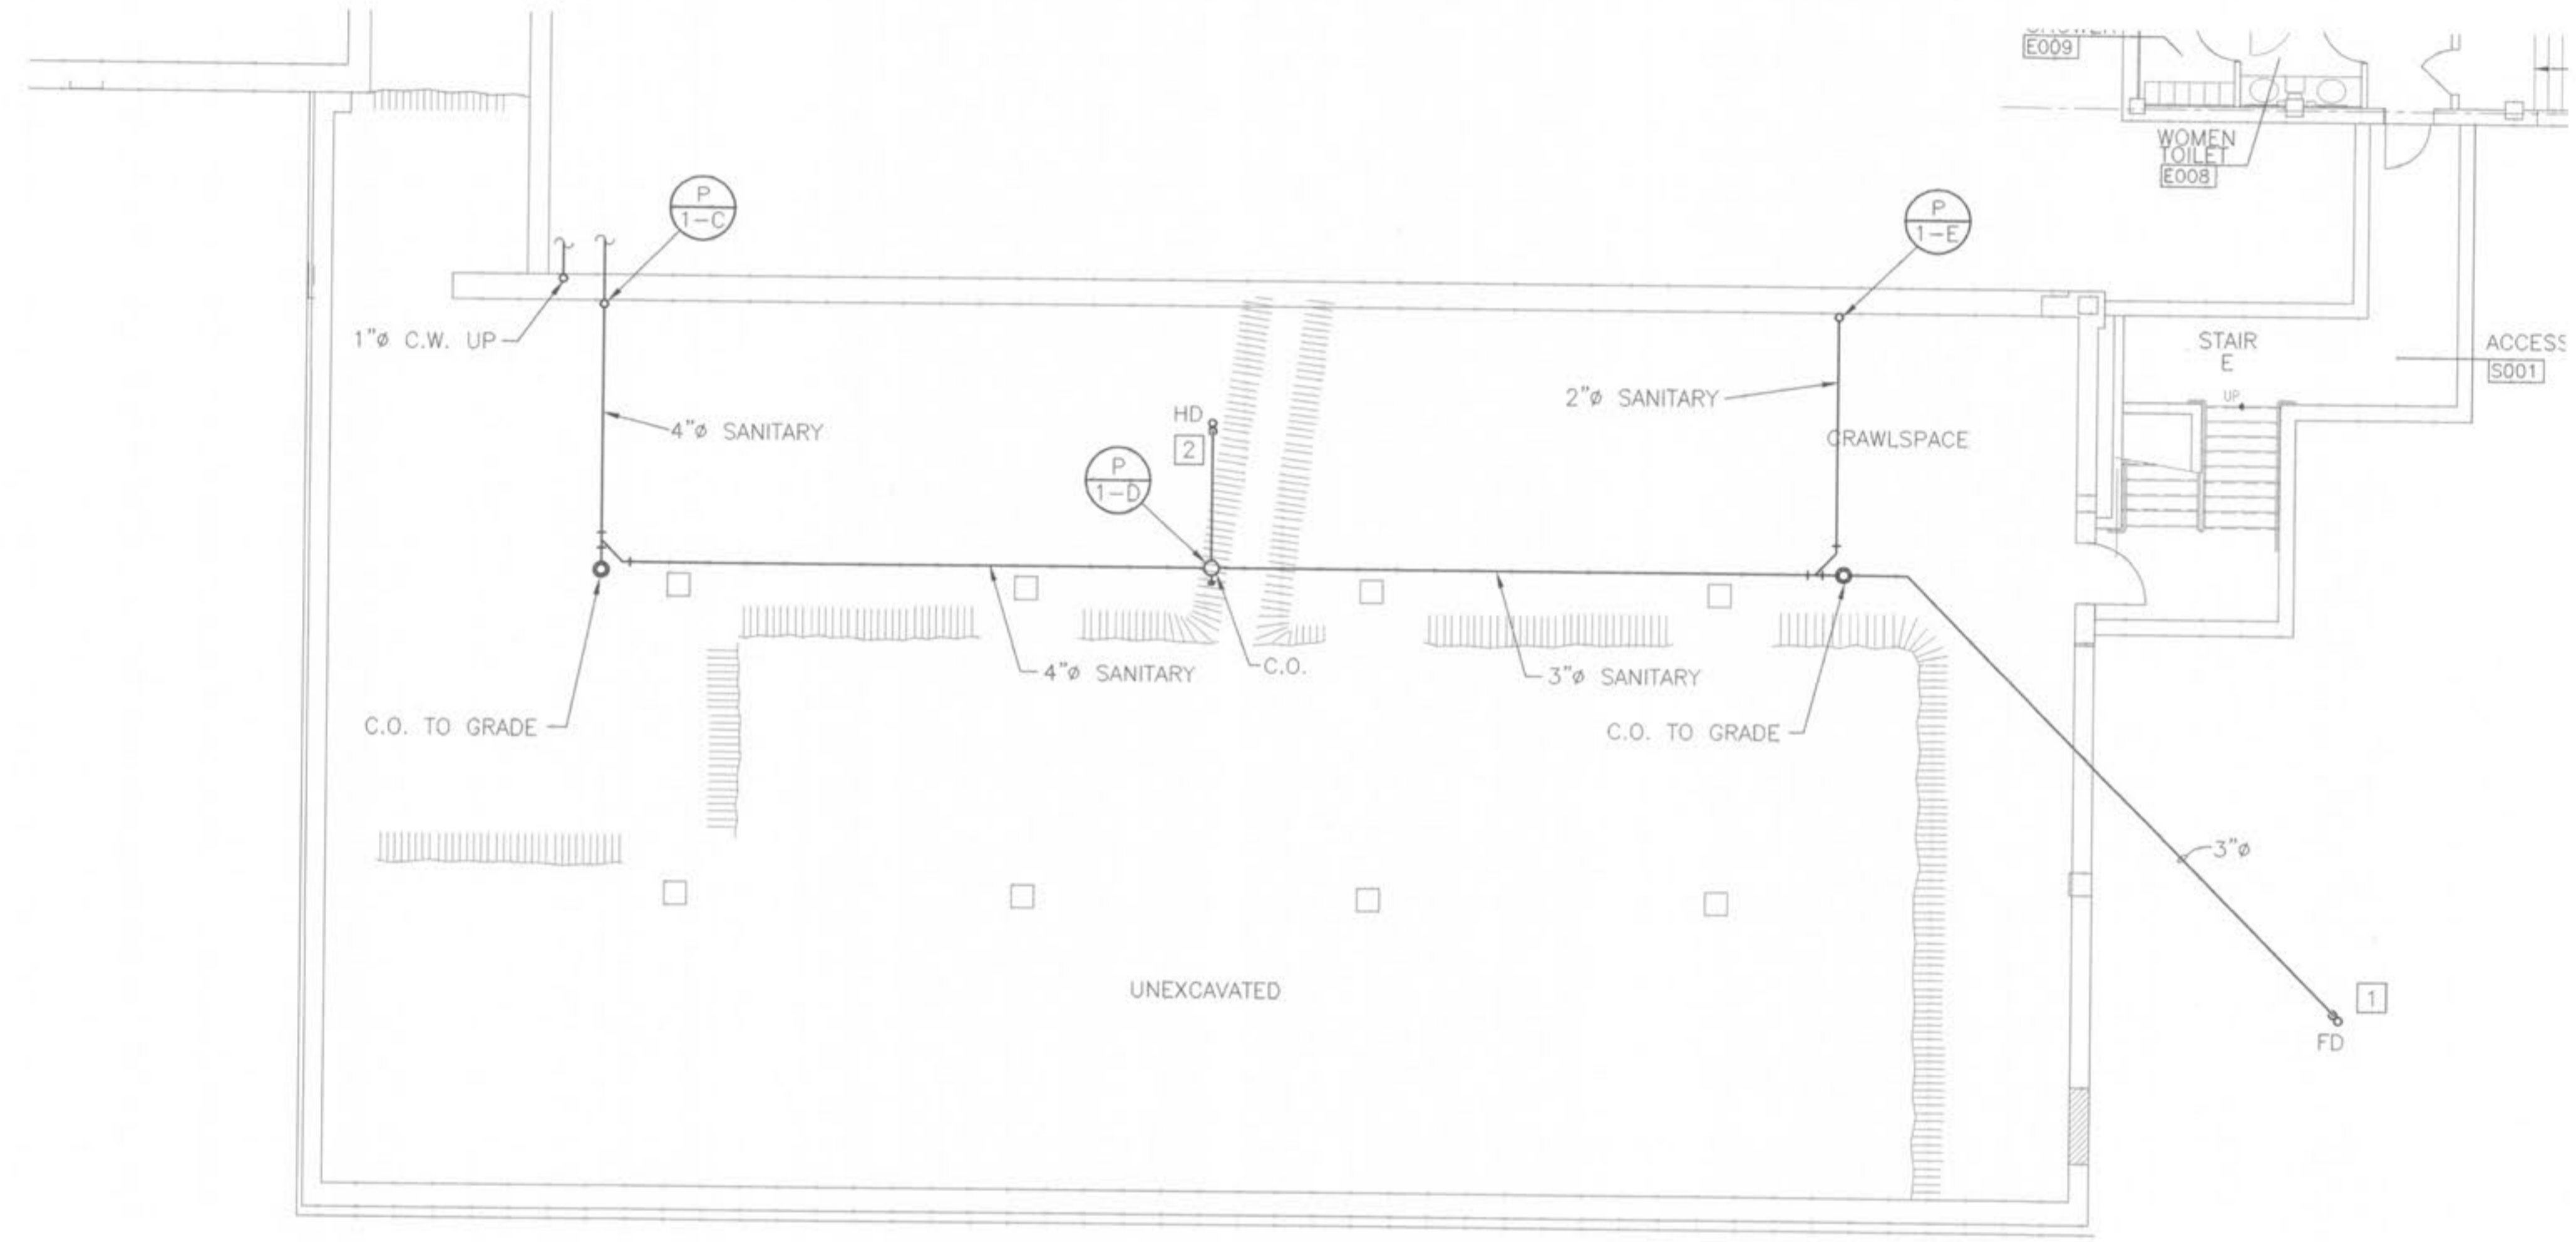 E009
WOMEN
TOILET
E008
P
1-C
P
1-E
1"ø C.W. UP
STAIR
E
ACCESS
S001
UP
2"ø SANITARY
HD
2
4"ø SANITARY
CRAWLSPACE
P
1-D
4"ø SANITARY
C.O.
3"ø SANITARY
C.O. TO GRADE
C.O. TO GRADE
3"ø
UNEXCAVATED
1
FD